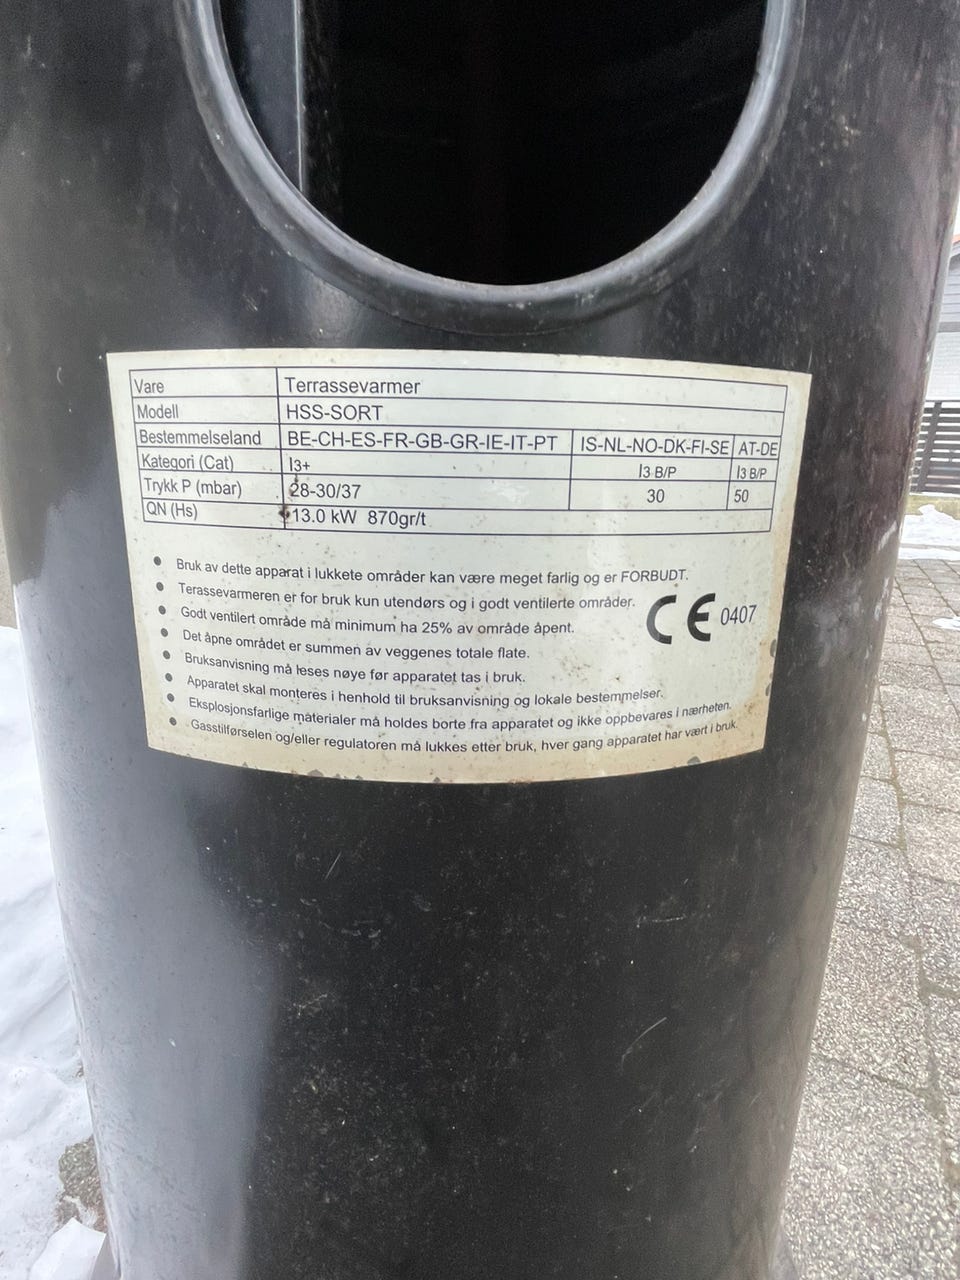 Vare Terrassevarmer
Modell HSS-SORT
Bestemmelseland BE-CH-ES-FR-GB-GR-IE-IT-PT IS-NL-NO-DK-FI-SE AT-DE
Kategori (Cat) I3+ I3 B/P I3 B/P
Trykk P (mbar) 28-30/37 30 50
QN (Hs) 13.0 kW 870gr/t
• Bruk av dette apparat i lukkete områder kan være meget farlig og er FORBUDT.
• Terrassevarmeren er for bruk kun utendørs og i godt ventilerte områder.
• Godt ventilert område må minimum ha 25% av område åpent.
• Det åpne området er summen av veggenes totale flate.
• Bruksanvisning må leses nøye før apparatet tas i bruk.
• Apparatet skal monteres i henhold til bruksanvisning og lokale bestemmelser.
• Eksplosjonsfarlige materialer må holdes borte fra apparatet og ikke oppbevares i nærheten.
• Gasstilførselen og/eller regulatoren må lukkes etter bruk, hver gang apparatet har vært i bruk.
CE 0407